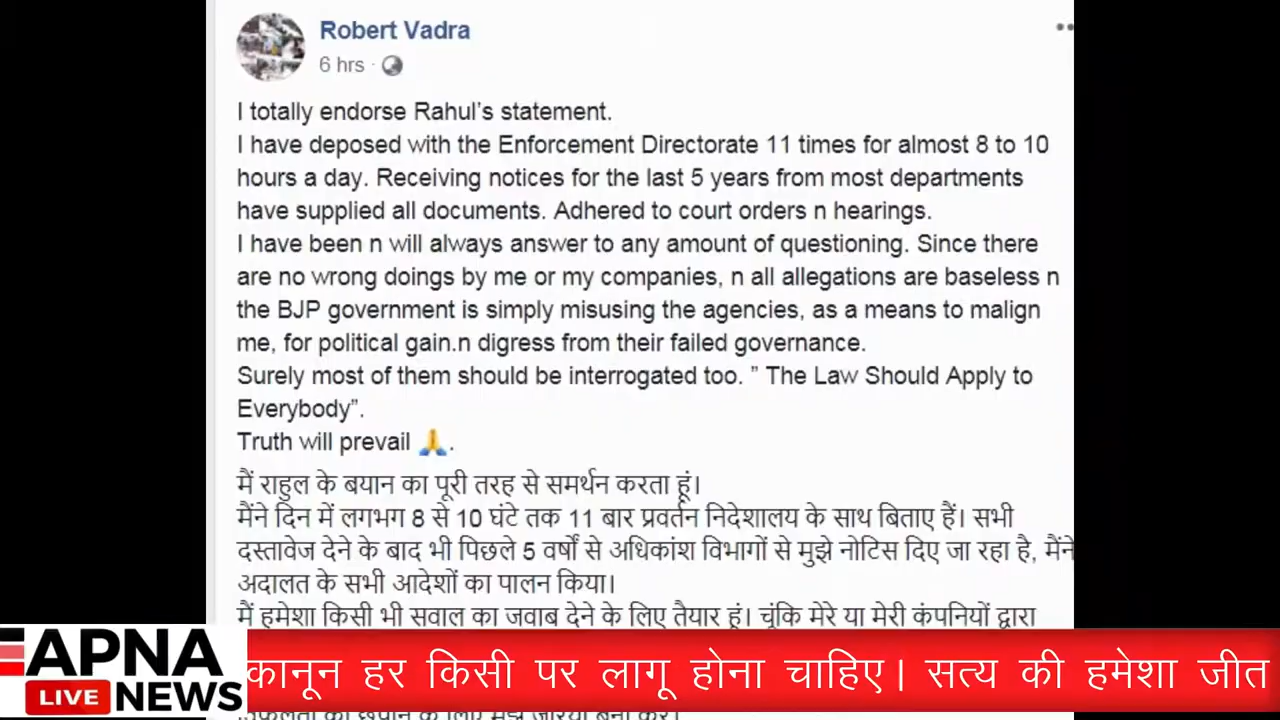 Robert Vadra
6 hrs ·
I totally endorse Rahul's statement.
I have deposed with the Enforcement Directorate 11 times for almost 8 to 10
hours a day. Receiving notices for the last 5 years from most departments
have supplied all documents. Adhered to court orders n hearings.
I have been n will always answer to any amount of questioning. Since there
are no wrong doings by me or my companies, n all allegations are baseless n
the BJP government is simply misusing the agencies, as a means to malign
me, for political gain.n digress from their failed governance.
Surely most of them should be interrogated too. ” The Law Should Apply to
Everybody”.
Truth will prevail 🙏.
मैं राहुल के बयान का पूरी तरह से समर्थन करता हूं।
मैंने दिन में लगभग 8 से 10 घंटे तक 11 बार प्रवर्तन निदेशालय के साथ बिताए हैं। सभी
दस्तावेज देने के बाद भी पिछले 5 वर्षों से अधिकांश विभागों से मुझे नोटिस दिए जा रहा है, मैंने
अदालत के सभी आदेशों का पालन किया।
मैं हमेशा किसी भी सवाल का जवाब देने के लिए तैयार हूं। चूंकि मेरे या मेरी कंपनियों द्वारा
APNA
LIVE NEWS
कानून हर किसी पर लागू होना चाहिए। सत्य की हमेशा जीत